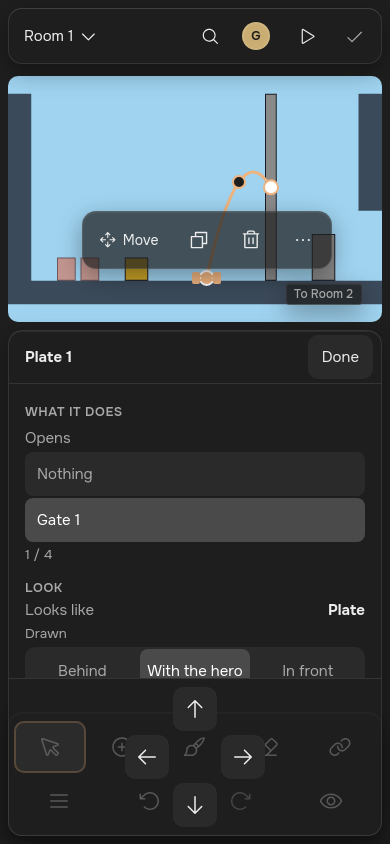 Room 1
G
Move
To Room 2
Plate 1
Done
WHAT IT DOES
Opens
Nothing
Gate 1
1 / 4
LOOK
Looks like
Plate
Drawn
Behind
With the hero
In front